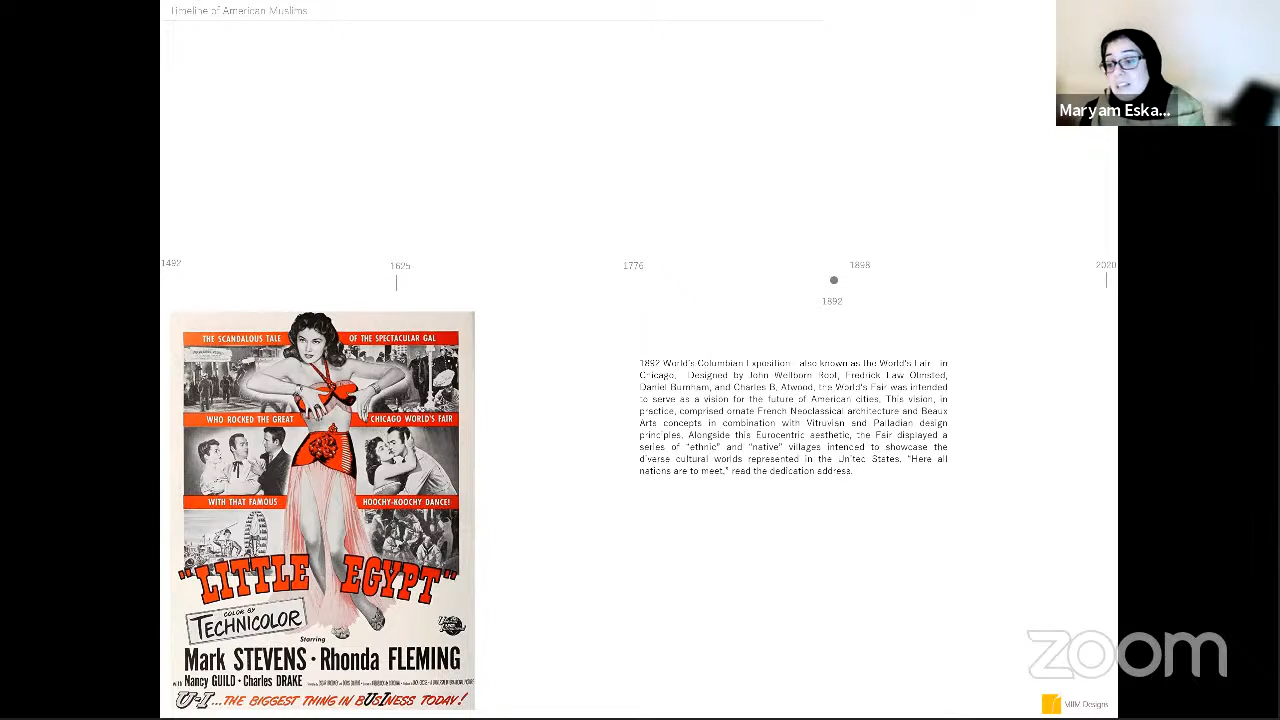 Timeline of American Muslims
Maryam Eska...
1492
1625
1776
1898
2020
1892
THE SCANDALOUS TALE OF THE SPECTACULAR GAL
WHO ROCKED THE GREAT CHICAGO WORLD'S FAIR
WITH THAT FAMOUS HOOCHY-KOOCHY DANCE!
"LITTLE EGYPT"
COLOR BY
TECHNICOLOR
Starring
Mark STEVENS · Rhonda FLEMING
with Nancy GUILD · Charles DRAKE
U-I ...THE BIGGEST THING IN BUSINESS TODAY!
1892 World's Columbian Exposition also known as the World's Fair in
Chicago. Designed by John Wellborn Root, Fredrick Law Olmsted,
Daniel Burnham, and Charles B. Atwood, the World's Fair was intended
to serve as a vision for the future of American cities. This vision, in
practice, comprised ornate French Neoclassical architecture and Beaux
Arts concepts in combination with Vitruvian and Palladian design
principles. Alongside this Eurocentric aesthetic, the Fair displayed a
series of "ethnic" and "native" villages intended to showcase the
diverse cultural worlds represented in the United States. "Here all
nations are to meet," read the dedication address.
zoom
MIIM Designs